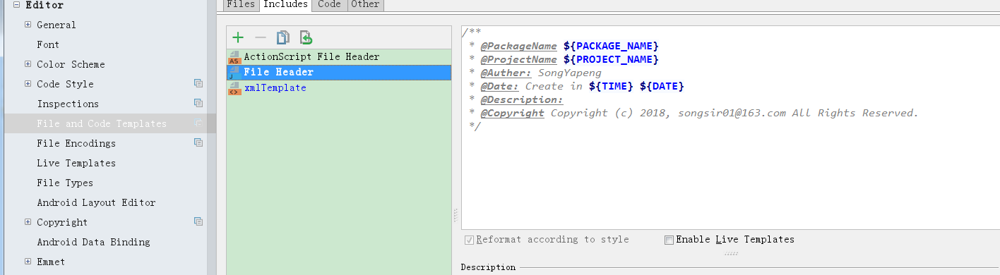 Editor
General
Font
Color Scheme
Code Style
Inspections
File and Code Templates
File Encodings
Live Templates
File Types
Android Layout Editor
Copyright
Android Data Binding
Emmet
Files Includes Code Other
ActionScript File Header
File Header
xmlTemplate
/**
* @PackageName ${PACKAGE_NAME}
* @ProjectName ${PROJECT_NAME}
* @Auther: SongYapeng
* @Date: Create in ${TIME} ${DATE}
* @Description:
* @Copyright Copyright (c) 2018, songsir01@163.com All Rights Reserved.
*/
Reformat according to style Enable Live Templates
Description